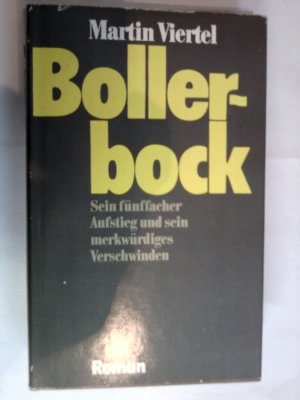 Martin Viertel
Boller-
bock
Sein fünffacher
Aufstieg und sein
merkwürdiges
Verschwinden
Roman